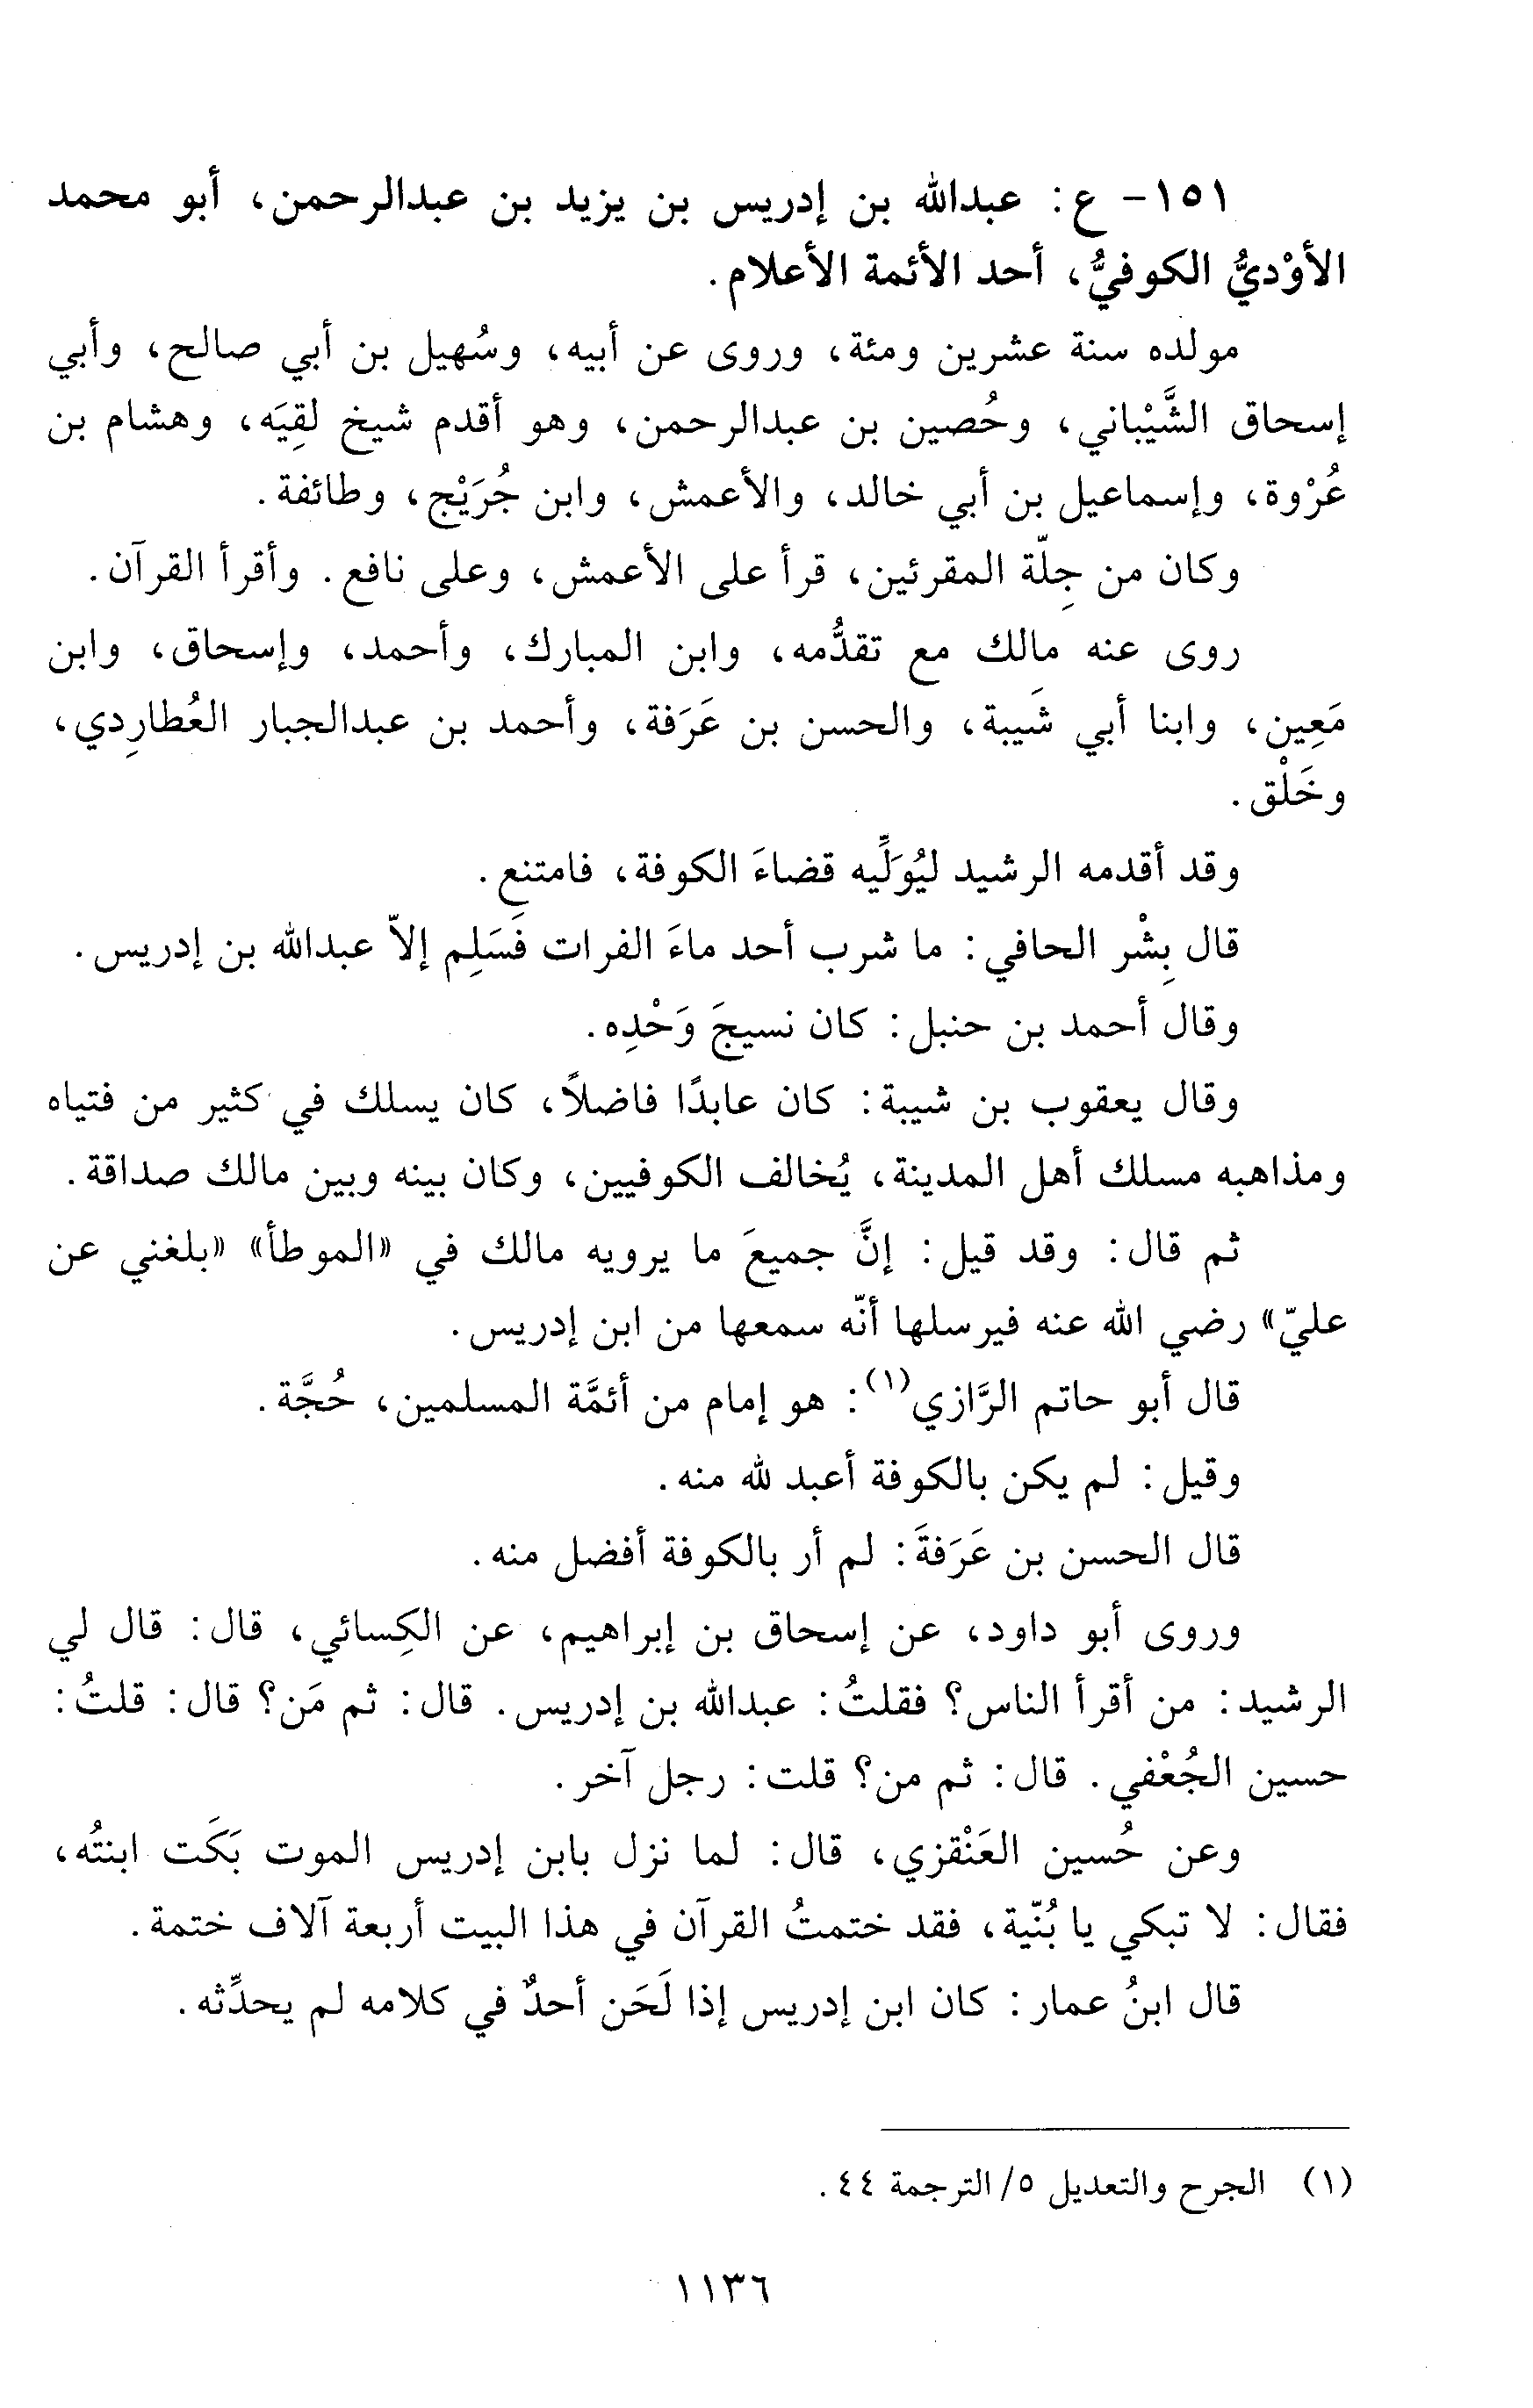 ١٥١- ع: عبدالله بن إدريس بن يزيد بن عبدالرحمن، أبو محمد
الأوْديُّ الكوفيُّ، أحد الأئمة الأعلام.
مولده سنة عشرين ومئة، وروى عن أبيه، وسُهيل بن أبي صالح، وأبي
إسحاق الشَّيْباني، وحُصين بن عبدالرحمن، وهو أقدم شيخ لقِيَه، وهشام بن
عُرْوة، وإسماعيل بن أبي خالد، والأعمش، وابن جُرَيْج، وطائفة.
وكان من جِلّة المقرئين، قرأ على الأعمش، وعلى نافع. وأقرأ القرآن.
روى عنه مالك مع تقدُّمه، وابن المبارك، وأحمد، وإسحاق، وابن
مَعِين، وابنا أبي شَيبة، والحسن بن عَرَفة، وأحمد بن عبدالجبار العُطارِدي،
وخَلْق.
وقد أقدمه الرشيد ليُوَلِّيه قضاءَ الكوفة، فامتنع.
قال بِشْر الحافي: ما شرب أحد ماءَ الفرات فَسَلِم إلاّ عبدالله بن إدريس.
وقال أحمد بن حنبل: كان نسيجَ وَحْدِه.
وقال يعقوب بن شيبة: كان عابدًا فاضلاً، كان يسلك في كثير من فتياه
ومذاهبه مسلك أهل المدينة، يُخالف الكوفيين، وكان بينه وبين مالك صداقة.
ثم قال: وقد قيل: إنَّ جميعَ ما يرويه مالك في «الموطأ» «بلغني عن
عليّ» رضي الله عنه فيرسلها أنّه سمعها من ابن إدريس.
قال أبو حاتم الرَّازي(١): هو إمام من أئمَّة المسلمين، حُجَّة.
وقيل: لم يكن بالكوفة أعبد لله منه.
قال الحسن بن عَرَفةَ: لم أر بالكوفة أفضل منه.
وروى أبو داود، عن إسحاق بن إبراهيم، عن الكِسائي، قال: قال لي
الرشيد: من أقرأ الناس؟ فقلتُ: عبدالله بن إدريس. قال: ثم مَن؟ قال: قلتُ:
حسين الجُعْفي. قال: ثم من؟ قلت: رجل آخر.
وعن حُسين العَنْقزي، قال: لما نزل بابن إدريس الموت بَكَت ابنتُه،
فقال: لا تبكي يا بُنّية، فقد ختمتُ القرآن في هذا البيت أربعة آلاف ختمة.
قال ابنُ عمار: كان ابن إدريس إذا لَحَن أحدٌ في كلامه لم يحدِّثه.
(١) الجرح والتعديل ٥/ الترجمة ٤٤.
١١٣٦